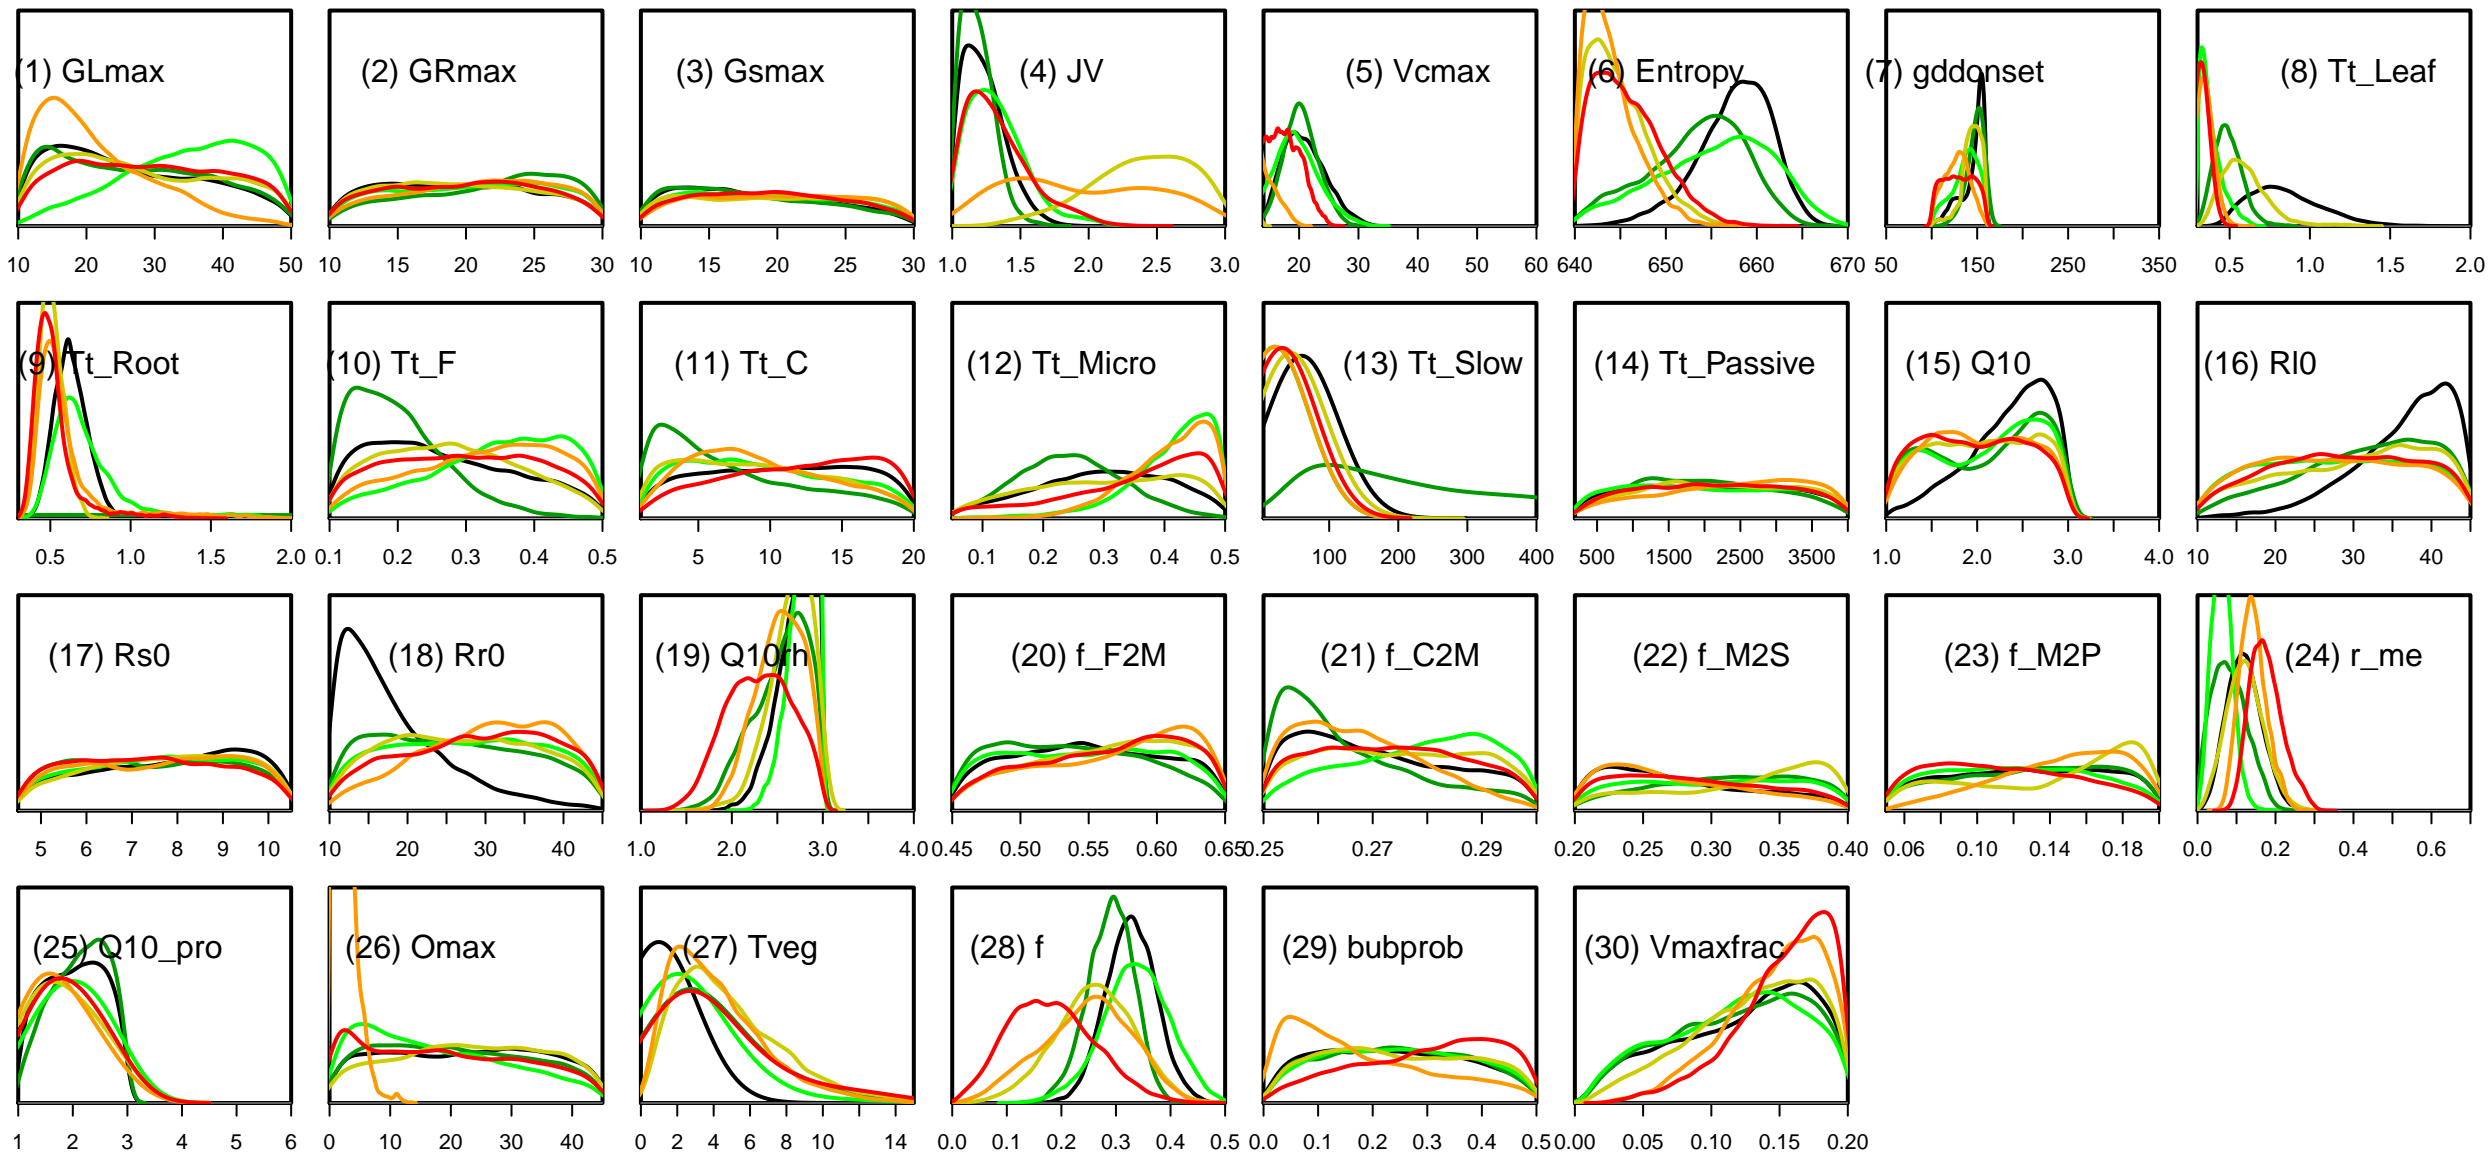 (1) GLmax
(2) GRmax
(3) Gsmax
(4) JV
(5) Vcmax
(6) Entropy
(7) gddonset
(8) Tt_Leaf
10 20 30 40 50
10 15 20 25 30
10 15 20 25 30
1.0 1.5 2.0 2.5 3.0
20 30 40 50 60
640 650 660 670
50 150 250 350
0.5 1.0 1.5 2.0
(9) Tt_Root
(10) Tt_F
(11) Tt_C
(12) Tt_Micro
(13) Tt_Slow
(14) Tt_Passive
(15) Q10
(16) Rl0
0.5 1.0 1.5 2.0
0.1 0.2 0.3 0.4 0.5
5 10 15 20
0.1 0.2 0.3 0.4 0.5
100 200 300 400
500 1500 2500 3500
1.0 2.0 3.0 4.0
10 20 30 40
(17) Rs0
(18) Rr0
(19) Q10rh
(20) f_F2M
(21) f_C2M
(22) f_M2S
(23) f_M2P
(24) r_me
5 6 7 8 9 10
10 20 30 40
1.0 2.0 3.0 4.0
0.45 0.50 0.55 0.60 0.65
0.25 0.27 0.29
0.20 0.25 0.30 0.35 0.40
0.06 0.10 0.14 0.18
0.0 0.2 0.4 0.6
(25) Q10_pro
(26) Omax
(27) Tveg
(28) f
(29) bubprob
(30) Vmaxfrac
1 2 3 4 5 6
0 10 20 30 40
0 2 4 6 8 10 14
0.0 0.1 0.2 0.3 0.4 0.5
0.0 0.1 0.2 0.3 0.4 0.5
0.00 0.05 0.10 0.15 0.20